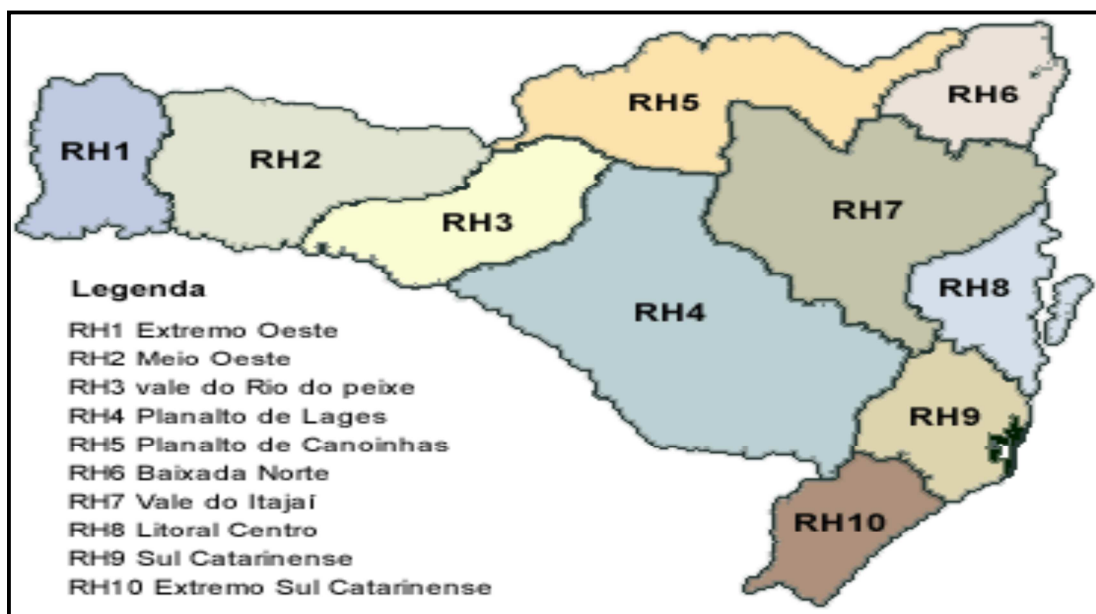 RH5
RH6
RH1
RH2
RH3
RH7
RH8
RH4
RH9
RH10
Legenda
RH1 Extremo Oeste
RH2 Meio Oeste
RH3 vale do Rio do peixe
RH4 Planalto de Lages
RH5 Planalto de Canoinhas
RH6 Baixada Norte
RH7 Vale do Itajaí
RH8 Litoral Centro
RH9 Sul Catarinense
RH10 Extremo Sul Catarinense